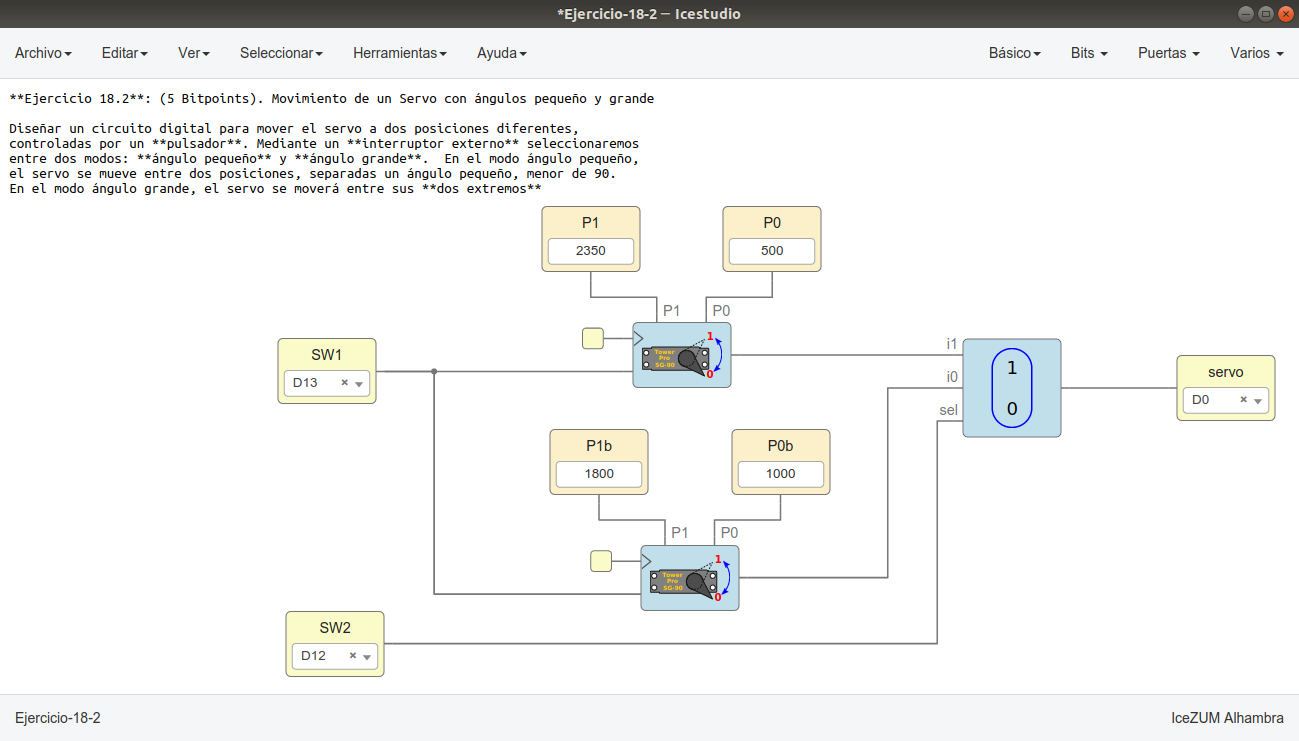 *Ejercicio-18-2 — Icestudio
Archivo Editar Ver Seleccionar Herramientas Ayuda Básico Bits Puertas Varios
**Ejercicio 18.2**: (5 Bitpoints). Movimiento de un Servo con ángulos pequeño y grande
Diseñar un circuito digital para mover el servo a dos posiciones diferentes,
controladas por un **pulsador**. Mediante un **interruptor externo** seleccionaremos
entre dos modos: **ángulo pequeño** y **ángulo grande**.  En el modo ángulo pequeño,
el servo se mueve entre dos posiciones, separadas un ángulo pequeño, menor de 90.
En el modo ángulo grande, el servo se moverá entre sus **dos extremos**
P1 P0
2350 500
P1 P0
1
Tower
Pro
SG-90
0
SW1
D13 ×
i1
i0
sel
1
0
servo
D0 ×
P1b P0b
1800 1000
P1 P0
1
Tower
Pro
SG-90
0
SW2
D12 ×
Ejercicio-18-2 IceZUM Alhambra